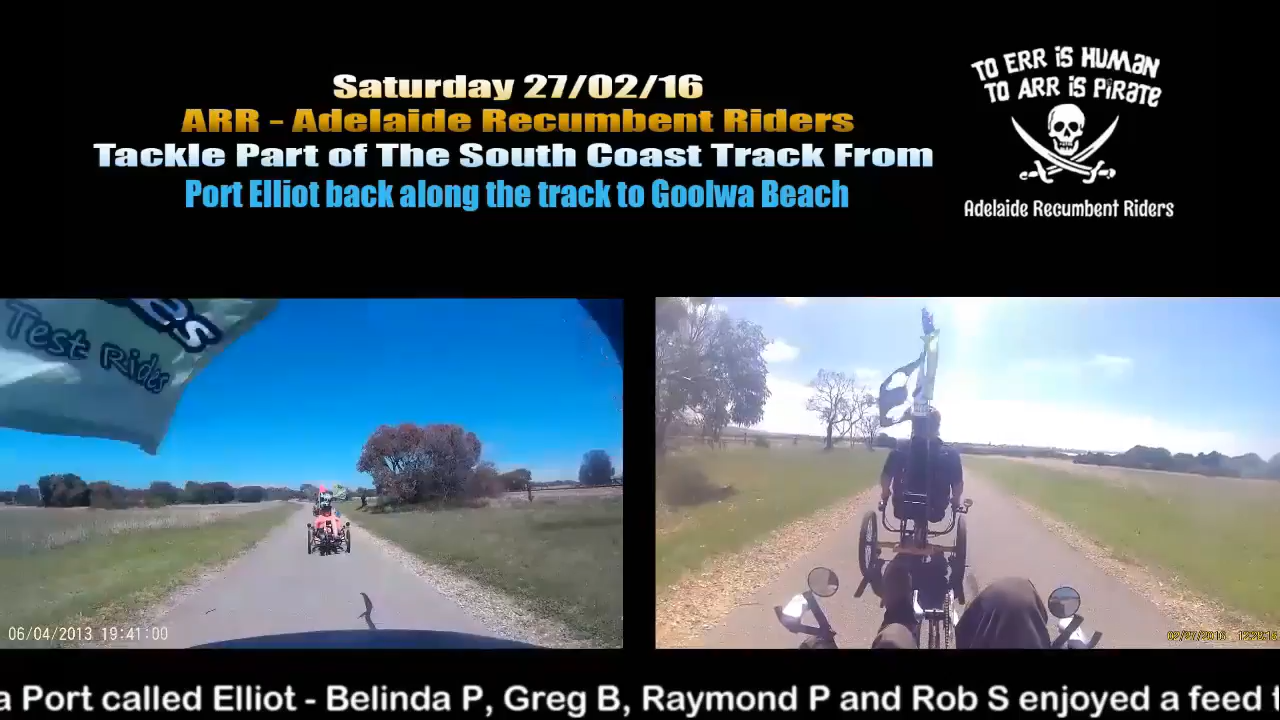 Saturday 27/02/16
ARR - Adelaide Recumbent Riders
Tackle Part of The South Coast Track From
Port Elliot back along the track to Goolwa Beach
TO ERR iS HUMaN
TO ARR iS PiRatE
Adelaide Recumbent Riders
es
Test Rides
06/04/2013 19:41:00
a Port called Elliot - Belinda P, Greg B, Raymond P and Rob S enjoyed a feed t